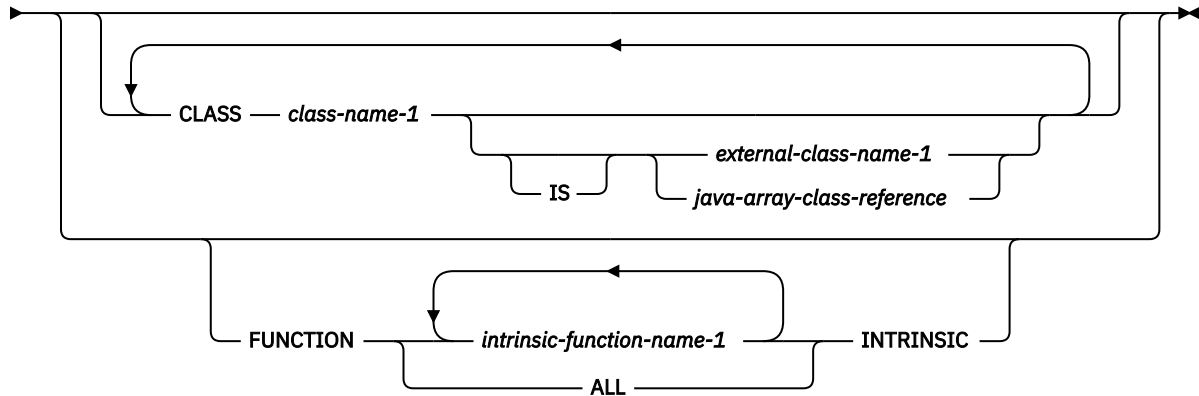 CLASS class-name-1
external-class-name-1
IS
java-array-class-reference
FUNCTION intrinsic-function-name-1 INTRINSIC
ALL